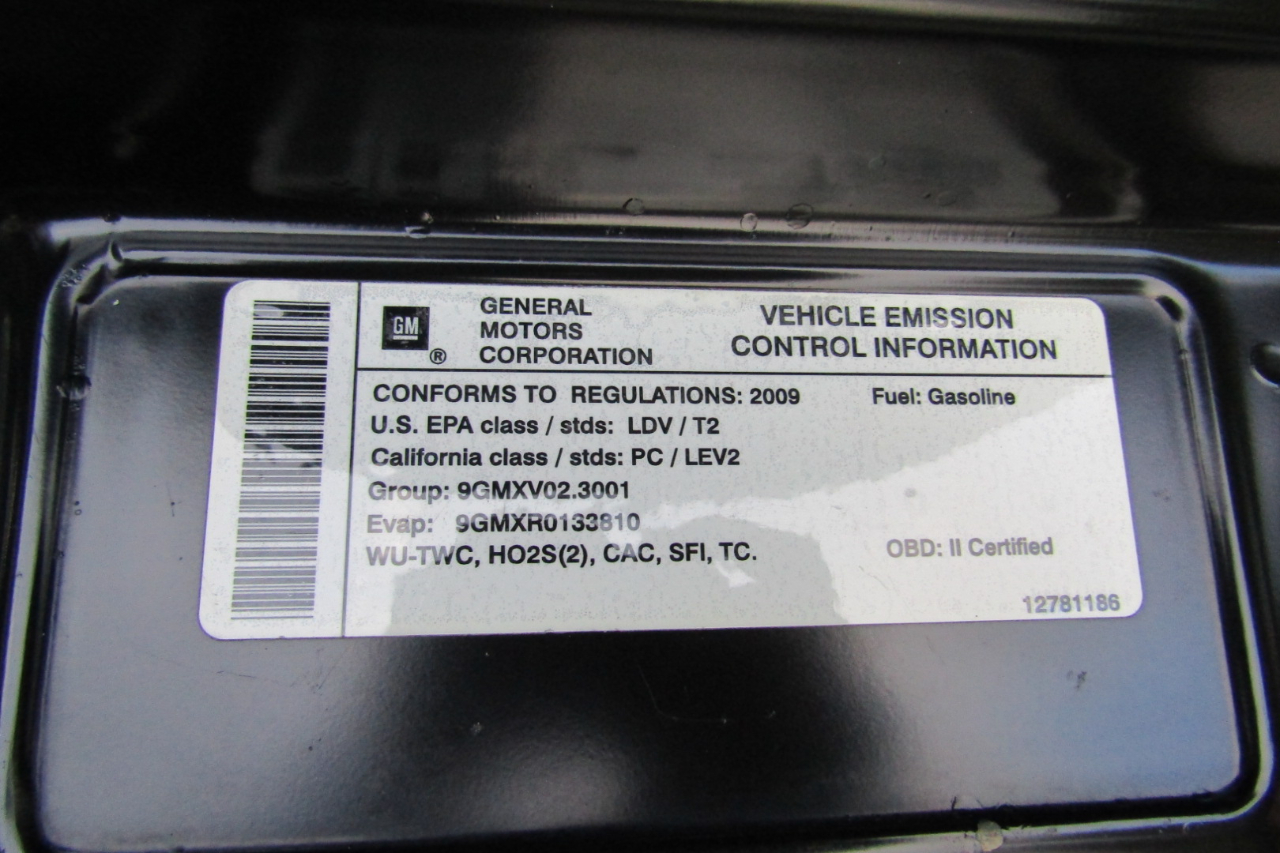 GM
®
GENERAL
MOTORS
CORPORATION
VEHICLE EMISSION
CONTROL INFORMATION
CONFORMS TO REGULATIONS: 2009 Fuel: Gasoline
U.S. EPA class / stds: LDV / T2
California class / stds: PC / LEV2
Group: 9GMXV02.3001
Evap: 9GMXR0133810
WU-TWC, HO2S(2), CAC, SFI, TC.
OBD: II Certified
12781186